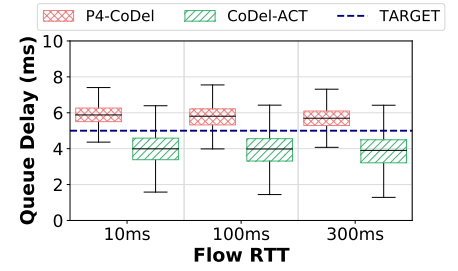 P4-CoDel CoDel-ACT TARGET
Queue Delay (ms)
10
8
6
4
2
0
10ms 100ms 300ms
Flow RTT